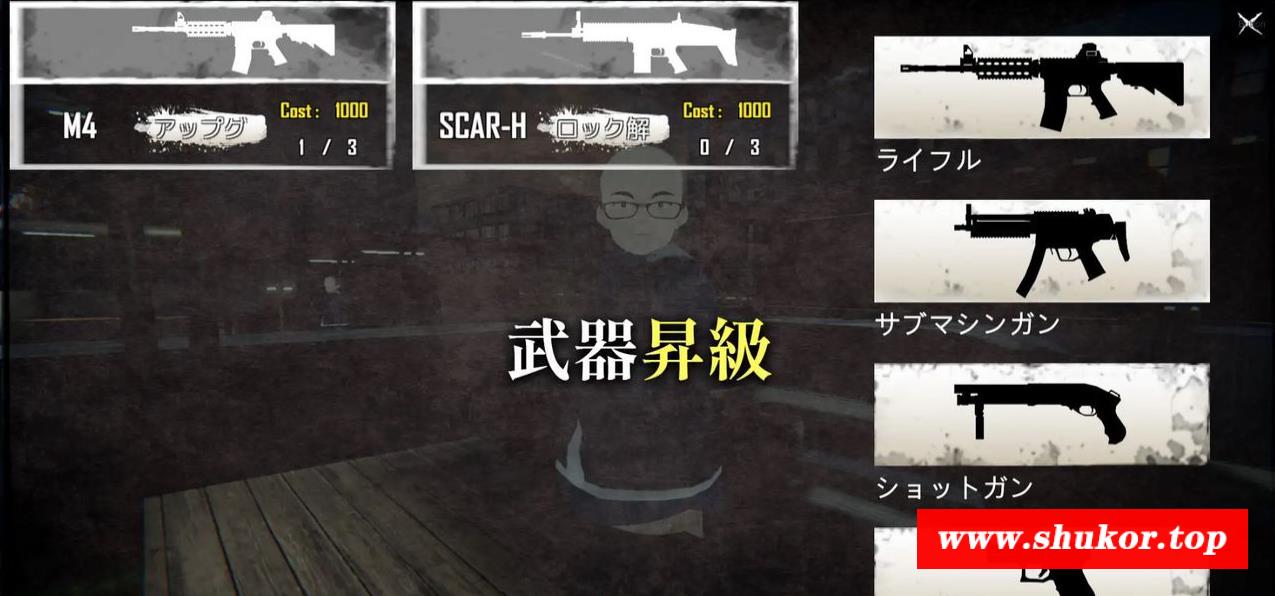 M4
アップグ
Cost: 1000
1 / 3
SCAR-H
ロック解
Cost: 1000
0 / 3
ライフル
サブマシンガン
武器昇級
ショットガン
www.shukor.top